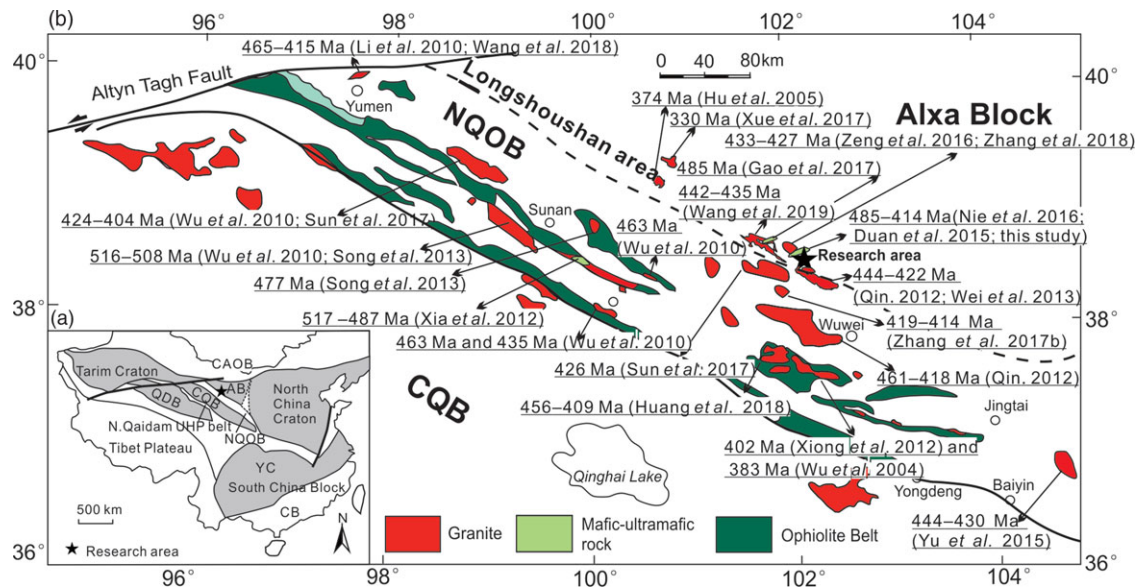 (b)
96°
98°
100°
102°
104°
40°
465–415 Ma (Li et al. 2010; Wang et al. 2018)
Altyn Tagh Fault
Yumen
Longshoushan area
NQOB
0 40 80km
374 Ma (Hu et al. 2005)
330 Ma (Xue et al. 2017)
Alxa Block
40°
433–427 Ma (Zeng et al. 2016; Zhang et al. 2018)
485 Ma (Gao et al. 2017)
442–435 Ma
(Wang et al. 2019)
485–414 Ma(Nie et al. 2016;
Duan et al. 2015; this study)
Research area
Sunan
463 Ma
(Wu et al. 2010)
424–404 Ma (Wu et al. 2010; Sun et al. 2017)
516–508 Ma (Wu et al. 2010; Song et al. 2013)
477 Ma (Song et al. 2013)
444–422 Ma
(Qin. 2012; Wei et al. 2013)
38°
517–487 Ma (Xia et al. 2012)
463 Ma and 435 Ma (Wu et al. 2010)
419–414 Ma
(Zhang et al. 2017b)
38°
Wuwei
CQB
426 Ma (Sun et al. 2017)
461–418 Ma (Qin. 2012)
456–409 Ma (Huang et al. 2018)
Jingtai
402 Ma (Xiong et al, 2012) and
383 Ma (Wu et al. 2004)
Qinghai Lake
Yongdeng
Baiyin
444–430 Ma
(Yu et al. 2015)
Granite
Mafic-ultramafic
rock
Ophiolite Belt
36°
36°
96°
98°
100°
102°
104°
(a)
CAOB
Tarim Craton
AB
North
China
Craton
CQB
QDB
N.Qaidam UHP belt
NQOB
Tibet Plateau
YC
South China Block
CB
500 km
N
Research area